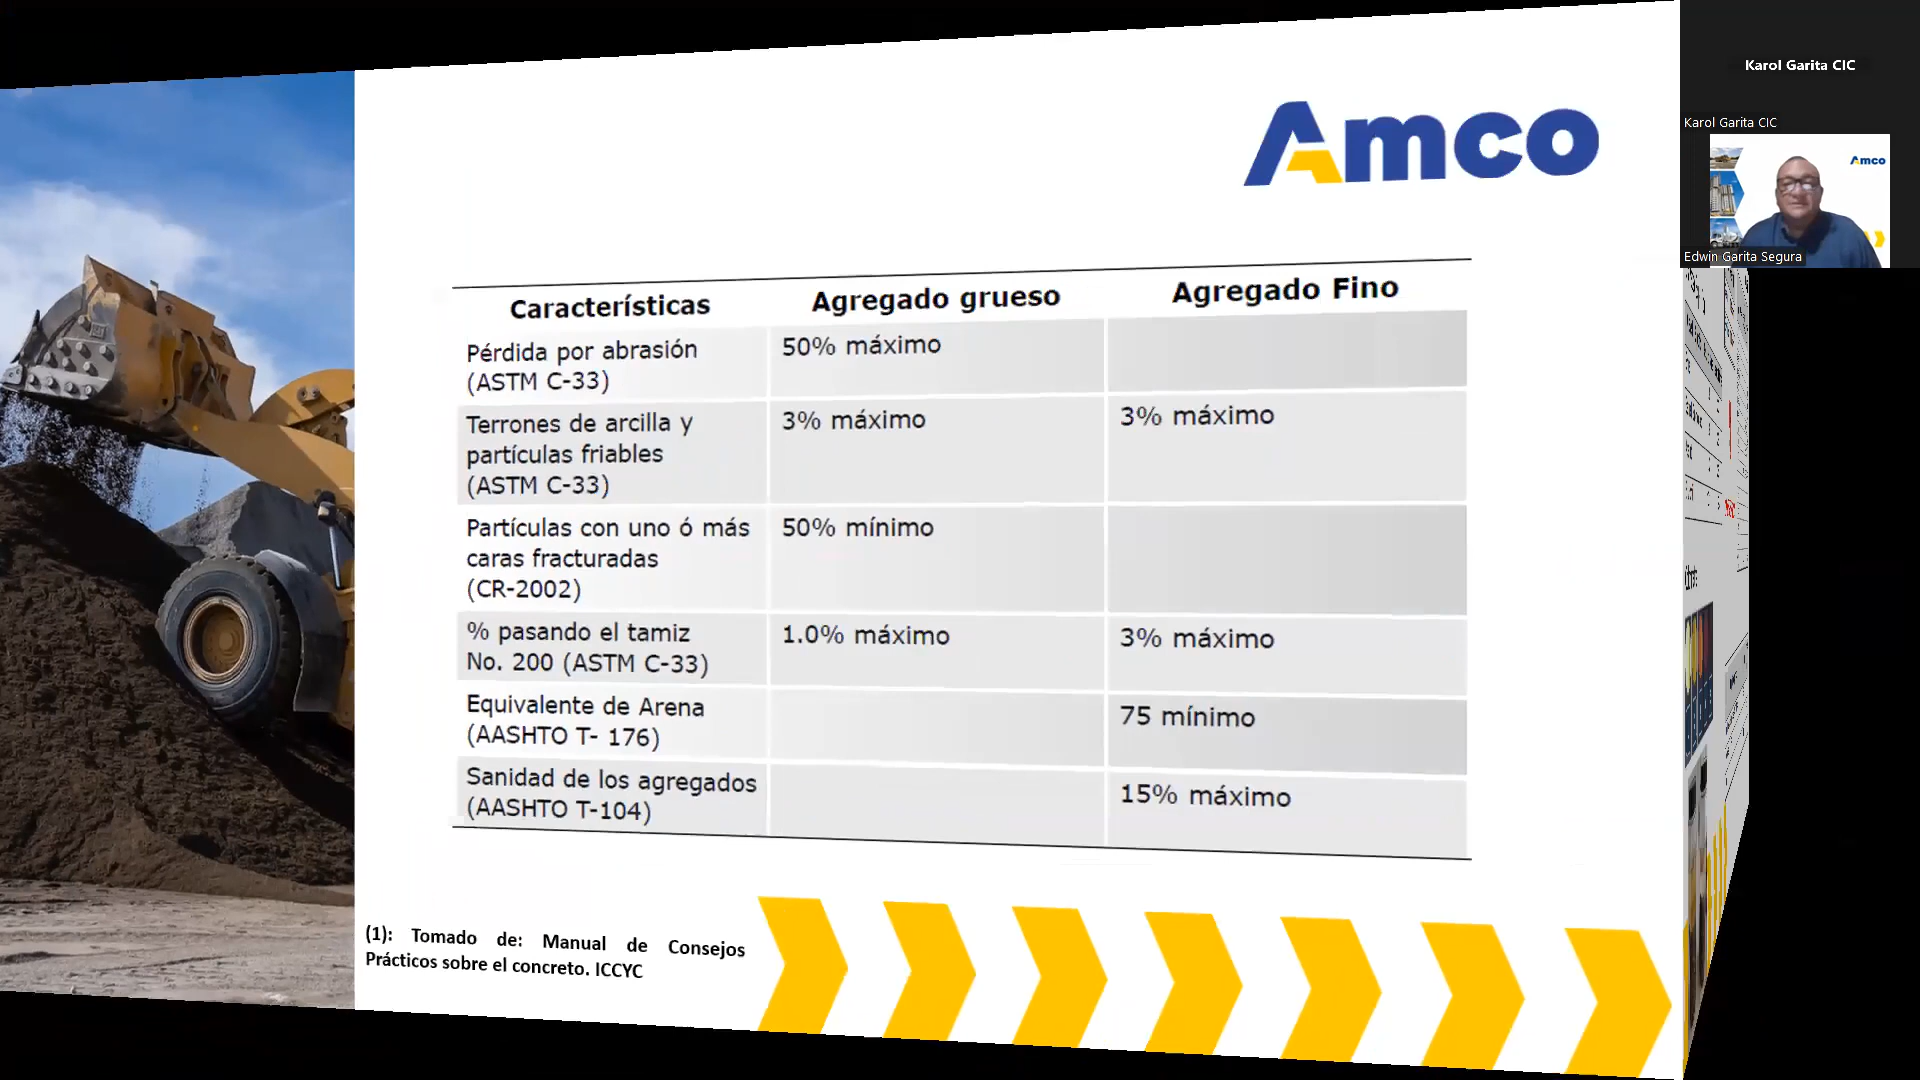 Amco
Características Agregado grueso Agregado Fino
Pérdida por abrasión 50% máximo
(ASTM C-33)
Terrones de arcilla y 3% máximo 3% máximo
partículas friables
(ASTM C-33)
Partículas con uno ó más 50% mínimo
caras fracturadas
(CR-2002)
% pasando el tamiz 1.0% máximo 3% máximo
No. 200 (ASTM C-33)
Equivalente de Arena 75 mínimo
(AASHTO T- 176)
Sanidad de los agregados 15% máximo
(AASHTO T-104)
(1): Tomado de: Manual de Consejos
Prácticos sobre el concreto. ICCYC
Karol Garita CIC
Karol Garita CIC
Amco
Edwin Garita Segura